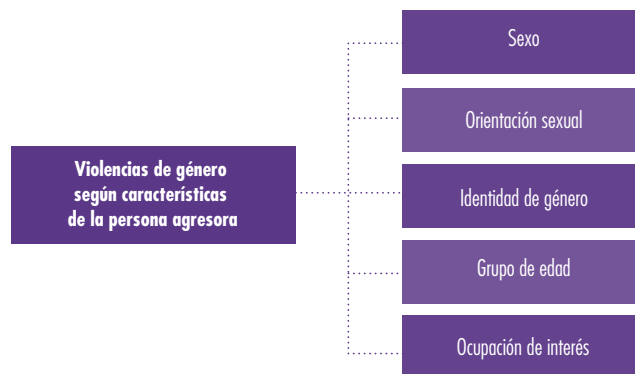 Violencias de género
según características
de la persona agresora
Sexo
Orientación sexual
Identidad de género
Grupo de edad
Ocupación de interés